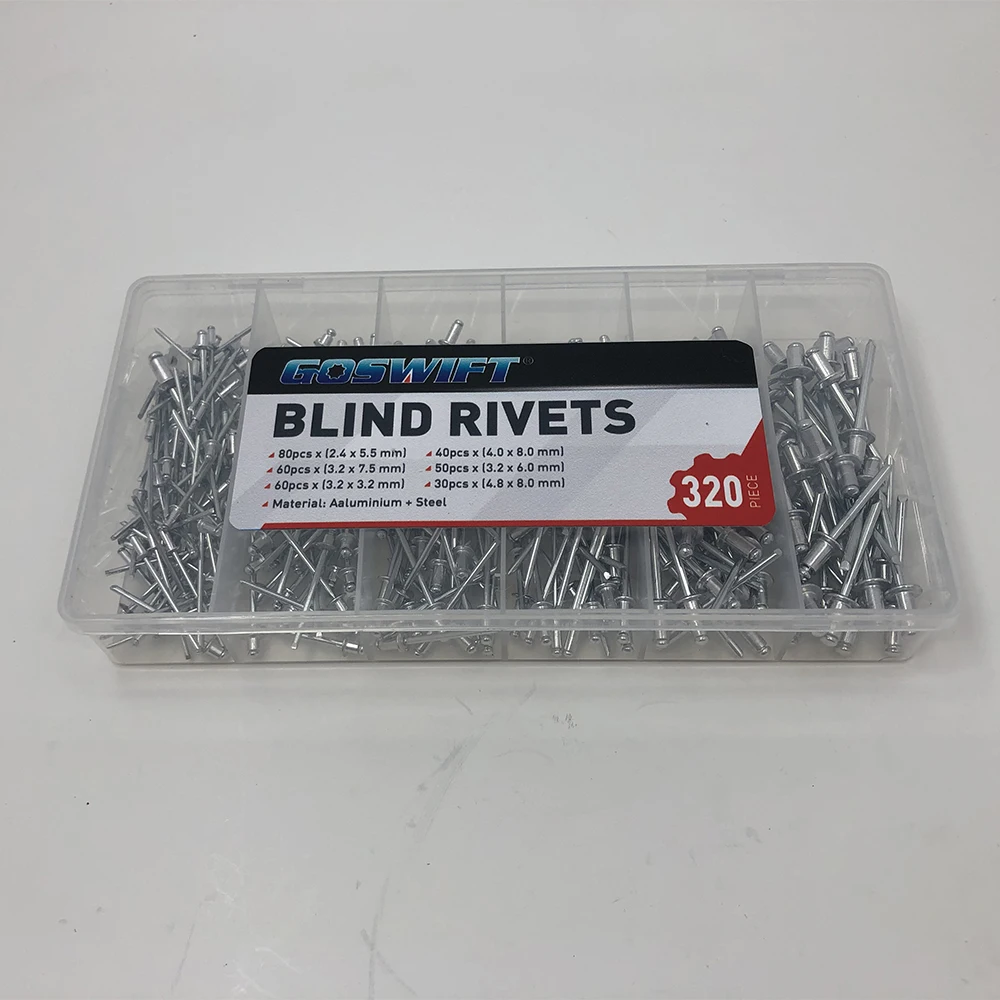 GOSWIFT®
BLIND RIVETS
80pcs x (2.4 x 5.5 mm)
60pcs x (3.2 x 7.5 mm)
60pcs x (3.2 x 3.2 mm)
40pcs x (4.0 x 8.0 mm)
50pcs x (3.2 x 6.0 mm)
30pcs x (4.8 x 8.0 mm)
Material: Aaluminium + Steel
320 PIECE